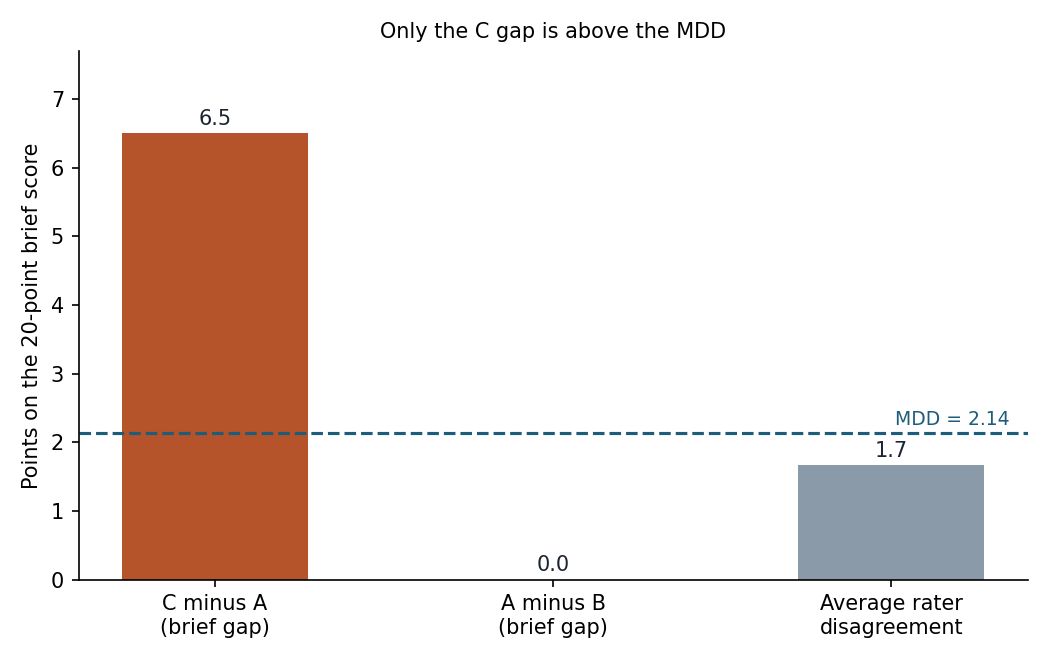 Only the C gap is above the MDD
Points on the 20-point brief score
7
6
5
4
3
2
1
0
6.5
0.0
1.7
MDD = 2.14
C minus A
(brief gap)
A minus B
(brief gap)
Average rater
disagreement